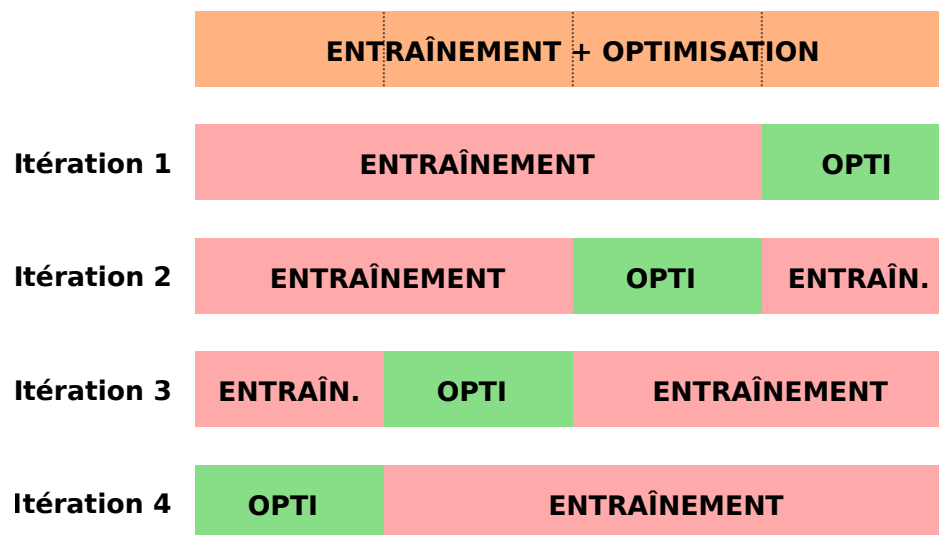 ENTRAÎNEMENT + OPTIMISATION
Itération 1 ENTRAÎNEMENT OPTI
Itération 2 ENTRAÎNEMENT OPTI ENTRAÎN.
Itération 3 ENTRAÎN. OPTI ENTRAÎNEMENT
Itération 4 OPTI ENTRAÎNEMENT